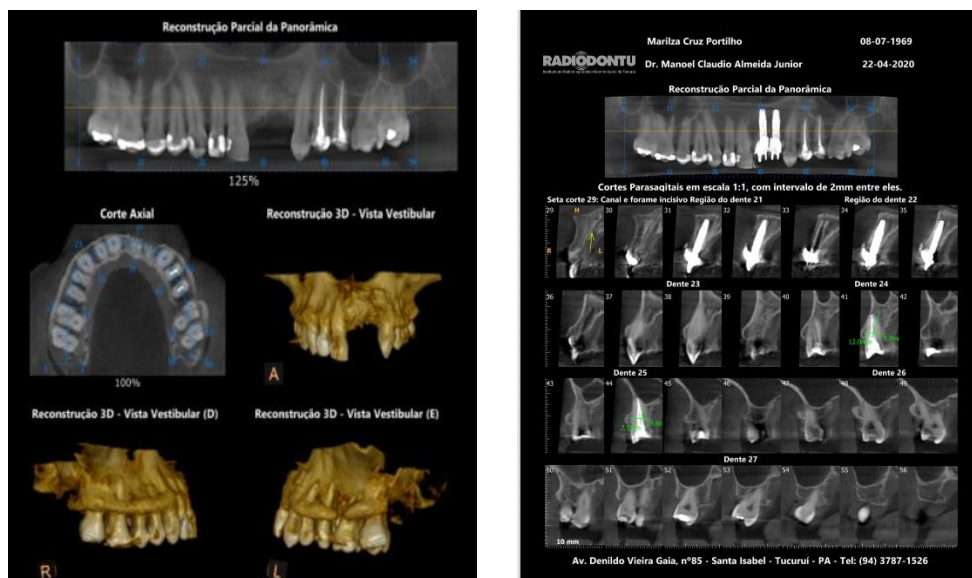 Reconstrução Parcial da Panorâmica
125%
Corte Axial
Reconstrução 3D - Vista Vestibular
100%
A
Reconstrução 3D - Vista Vestibular (D)
Reconstrução 3D - Vista Vestibular (E)
R
L
Marilza Cruz Portilho 08-07-1969
RADIODONTU
Dr. Manoel Claudio Almeida Junior 22-04-2020
Reconstrução Parcial da Panorâmica
Cortes Parasagitais em escala 1:1, com intervalo de 2mm entre eles.
Seta corte 29: Canal e forame incisivo Região do dente 21 Região do dente 22
29 30 31 32 33 34 35
H
B L
Dente 23 Dente 24
36 37 38 39 40 41 42
Dente 25 Dente 26
43 44 45 46 47 48 49
Dente 27
50 51 52 53 54 55 56
10 mm
Av. Denildo Vieira Gaia, nº85 - Santa Isabel - Tucuruí - PA - Tel: (94) 3787-1526